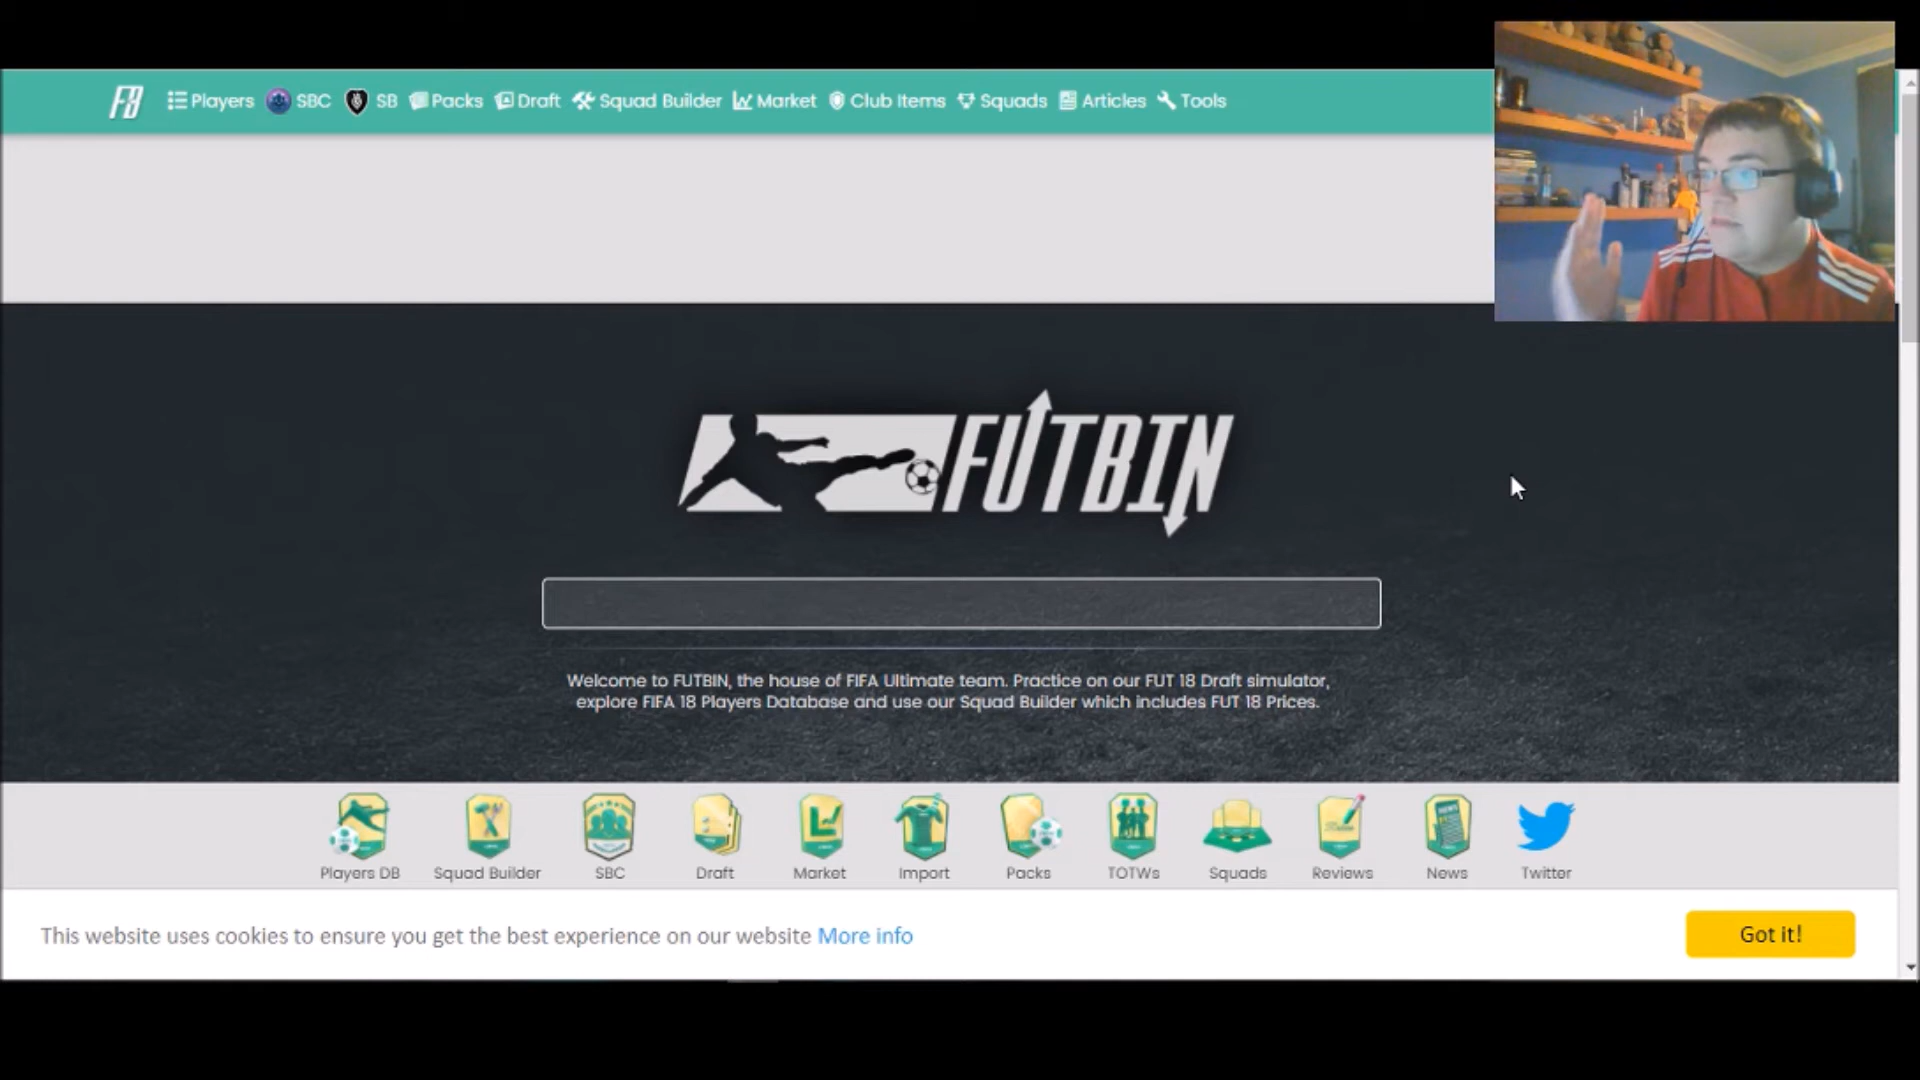 Players SBC SB Packs Draft Squad Builder Market Club Items Squads Articles Tools
FUTBIN
Welcome to FUTBIN, the house of FIFA Ultimate team. Practice on our FUT 18 Draft simulator,
explore FIFA 18 Players Database and use our Squad Builder which includes FUT 18 Prices.
Players DB Squad Builder SBC Draft Market Import Packs TOTWs Squads Reviews News Twitter
This website uses cookies to ensure you get the best experience on our website More info
Got it!